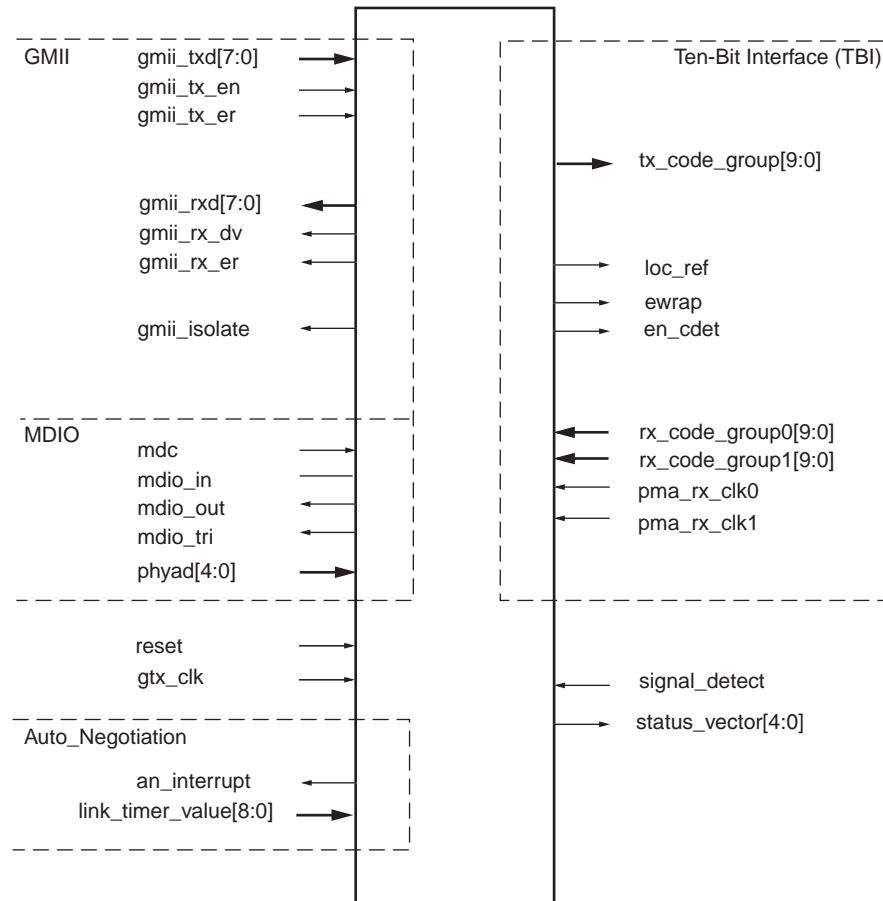 GMII
gmii_txd[7:0]
gmii_tx_en
gmii_tx_er
gmii_rxd[7:0]
gmii_rx_dv
gmii_rx_er
gmii_isolate
MDIO
mdc
mdio_in
mdio_out
mdio_tri
phyad[4:0]
reset
gtx_clk
Auto_Negotiation
an_interrupt
link_timer_value[8:0]
Ten-Bit Interface (TBI)
tx_code_group[9:0]
loc_ref
ewrap
en_cdet
rx_code_group0[9:0]
rx_code_group1[9:0]
pma_rx_clk0
pma_rx_clk1
signal_detect
status_vector[4:0]